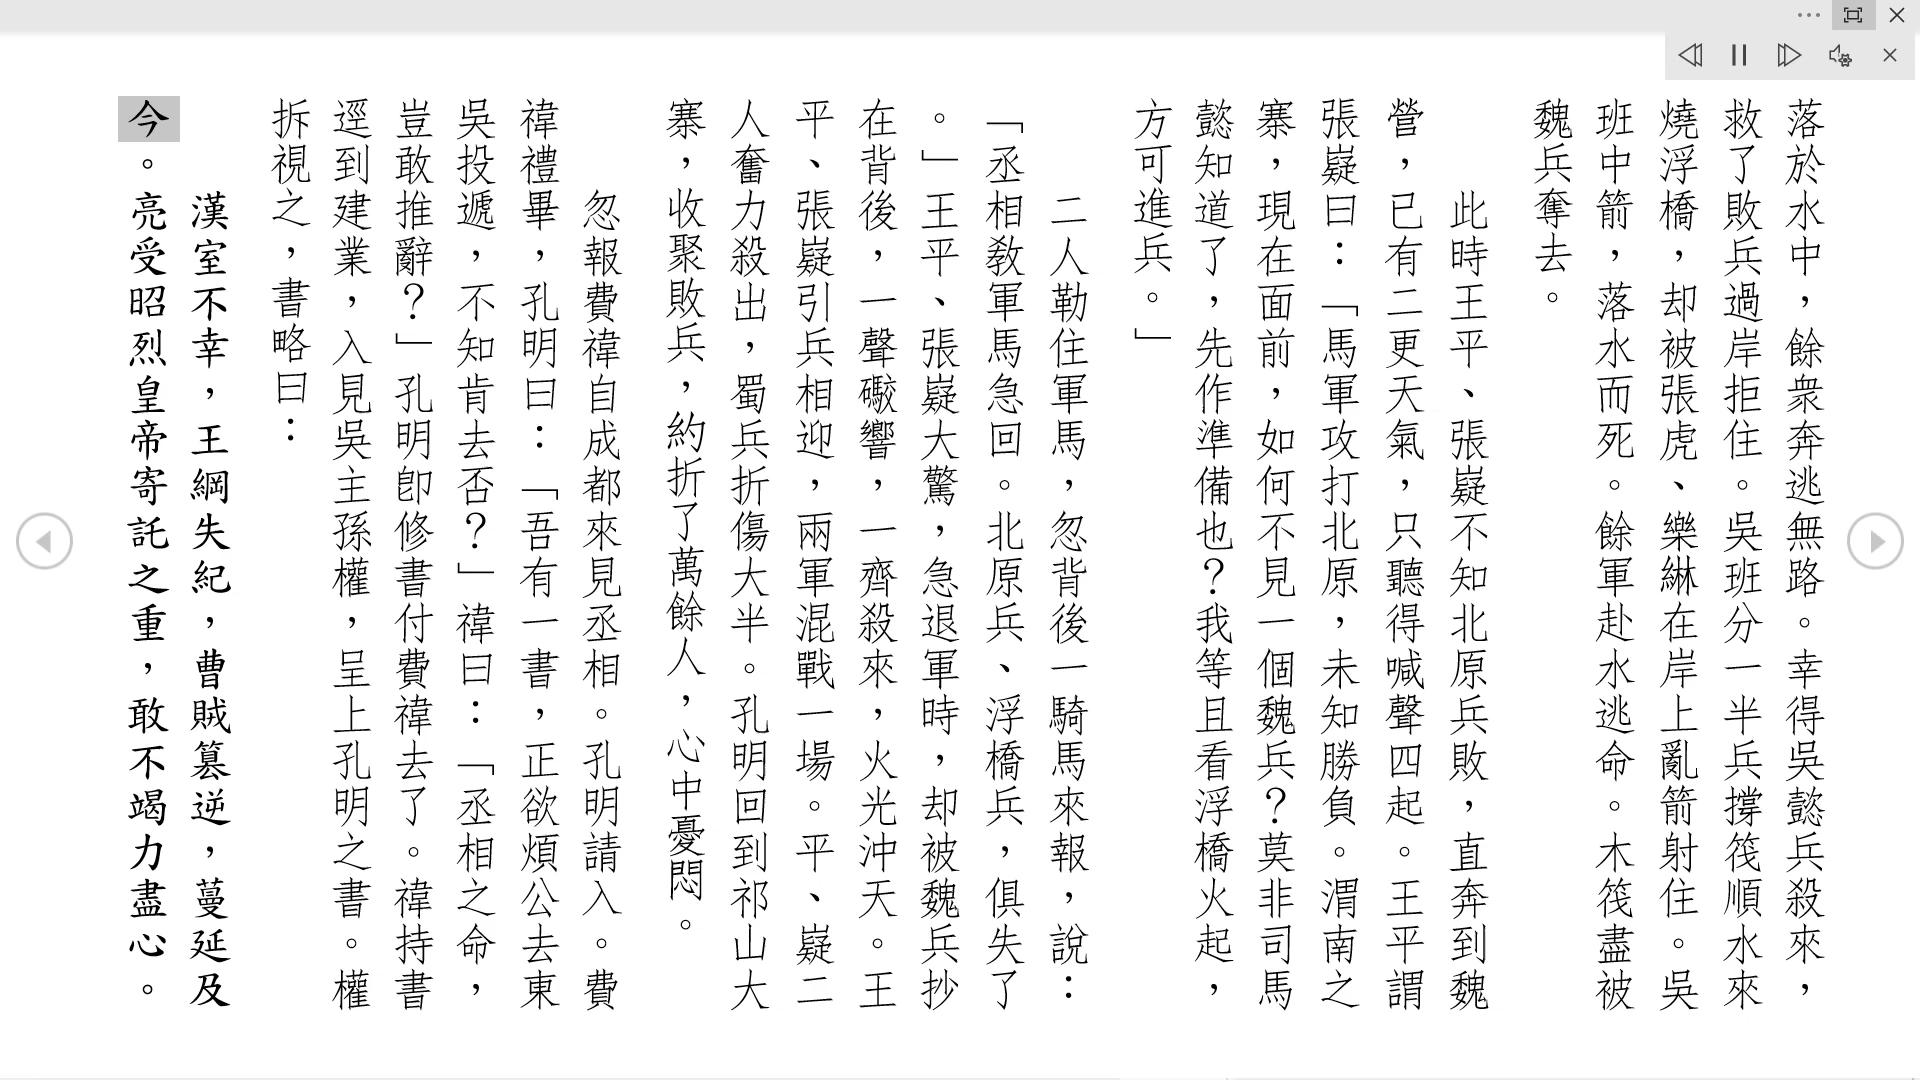 落於水中，餘衆奔逃無路。幸得吳懿兵殺來，
救了敗兵過岸拒住。吳班分一半兵撐筏順水來
燒浮橋，却被張虎、樂綝在岸上亂箭射住。吳
班中箭，落水而死。餘軍赴水逃命。木筏盡被
魏兵奪去。
此時王平、張嶷不知北原兵敗，直奔到魏
營，已有二更天氣，只聽得喊聲四起。王平謂
張嶷曰：「馬軍攻打北原，未知勝負。渭南之
寨，現在面前，如何不見一個魏兵？莫非司馬
懿知道了，先作準備也？我等且看浮橋火起，
方可進兵。」
二人勒住軍馬，忽背後一騎馬來報，說：
「丞相教軍馬急回。北原兵、浮橋兵，俱失了
。」王平、張嶷大驚，急退軍時，却被魏兵抄
在背後，一聲礮響，一齊殺來，火光沖天。王
平、張嶷引兵相迎，兩軍混戰一場。平、嶷二
人奮力殺出，蜀兵折傷大半。孔明回到祁山大
寨，收聚敗兵，約折了萬餘人，心中憂悶。
忽報費禕自成都來見丞相。孔明請入。費
禕禮畢，孔明曰：「吾有一書，正欲煩公去東
吳投遞，不知肯去否？」禕曰：「丞相之命，
豈敢推辭？」孔明卽修書付費禕去了。禕持書
逕到建業，入見吳主孫權，呈上孔明之書。權
拆視之，書略曰：
漢室不幸，王綱失紀，曹賊篡逆，蔓延及
今。亮受昭烈皇帝寄託之重，敢不竭力盡心。